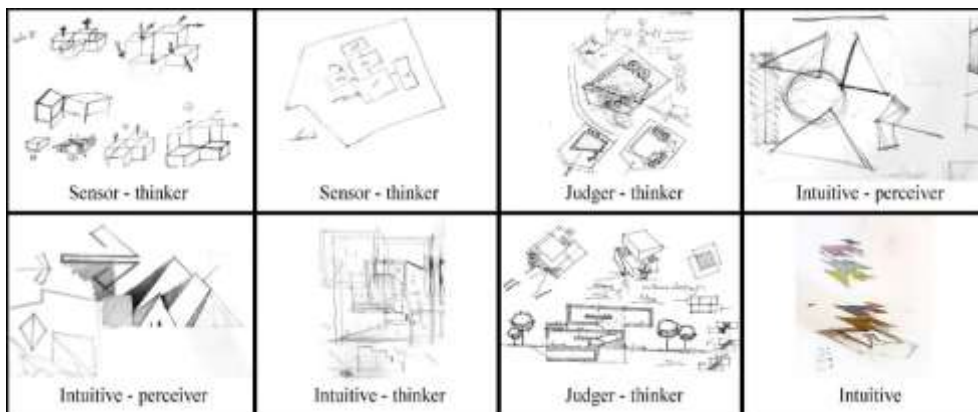 Sensor - thinker
Sensor - thinker
Judger - thinker
Intuitive - perceiver
Intuitive - perceiver
Intuitive - thinker
Judger - thinker
Intuitive